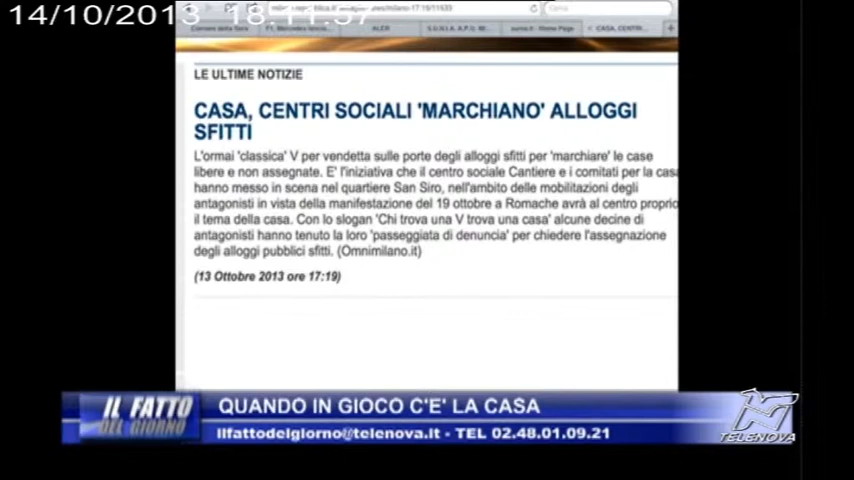 14/10/2013 18:11:57
LE ULTIME NOTIZIE
CASA, CENTRI SOCIALI 'MARCHIANO' ALLOGGI
SFITTI
L'ormai 'classica' V per vendetta sulle porte degli alloggi sfitti per 'marchiare' le case
libere e non assegnate. E' l'iniziativa che il centro sociale Cantiere e i comitati per la casa
hanno messo in scena nel quartiere San Siro, nell'ambito delle mobilitazioni degli
antagonisti in vista della manifestazione del 19 ottobre a Romache avrà al centro proprio
il tema della casa. Con lo slogan 'Chi trova una V trova una casa' alcune decine di
antagonisti hanno tenuto la loro 'passeggiata di denuncia' per chiedere l'assegnazione
degli alloggi pubblici sfitti. (Omnimilano.it)
(13 Ottobre 2013 ore 17:19)
IL FATTO
DEL GIORNO
QUANDO IN GIOCO C'E' LA CASA
ilfattodelgiorno@telenova.it - TEL 02.48.01.09.21
TELENOVA